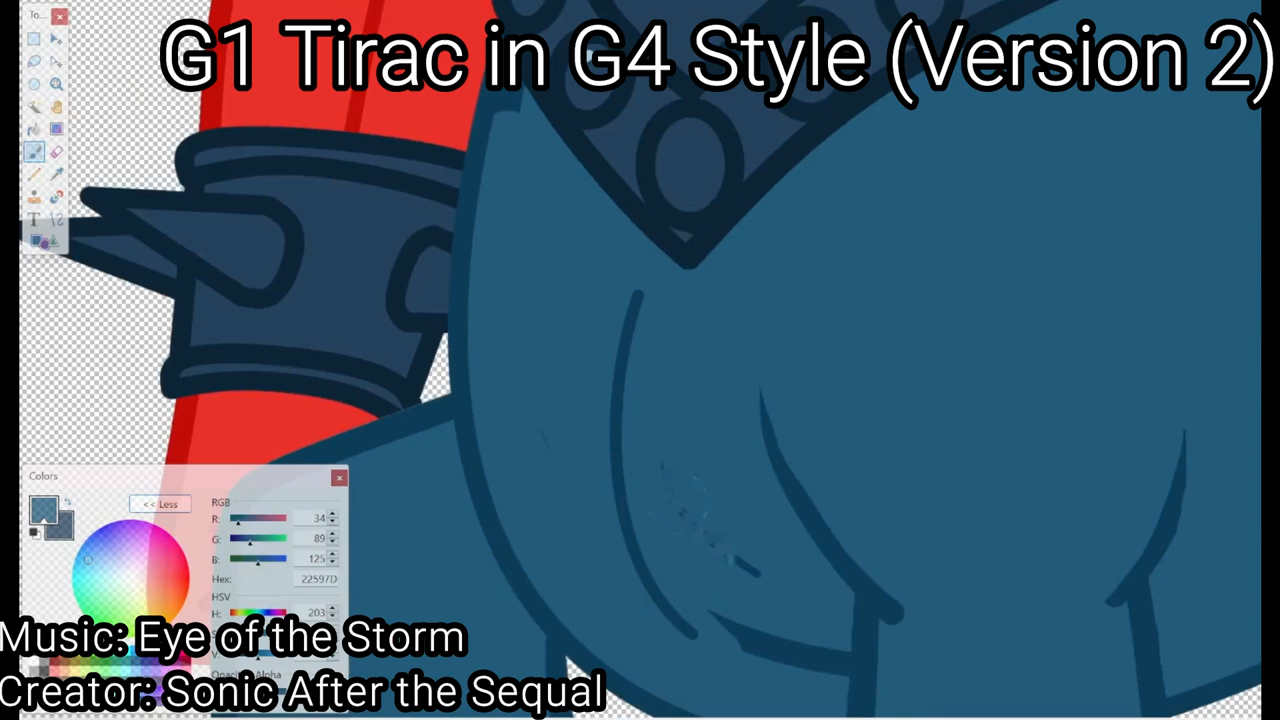 To...
G1 Tirac in G4 Style (Version 2)
T
Colors
<< Less
RGB
R: 34
G: 89
B: 125
Hex: 22597D
HSV
H: 203
Music: Eye of the Storm
Creator: Sonic After the Sequal